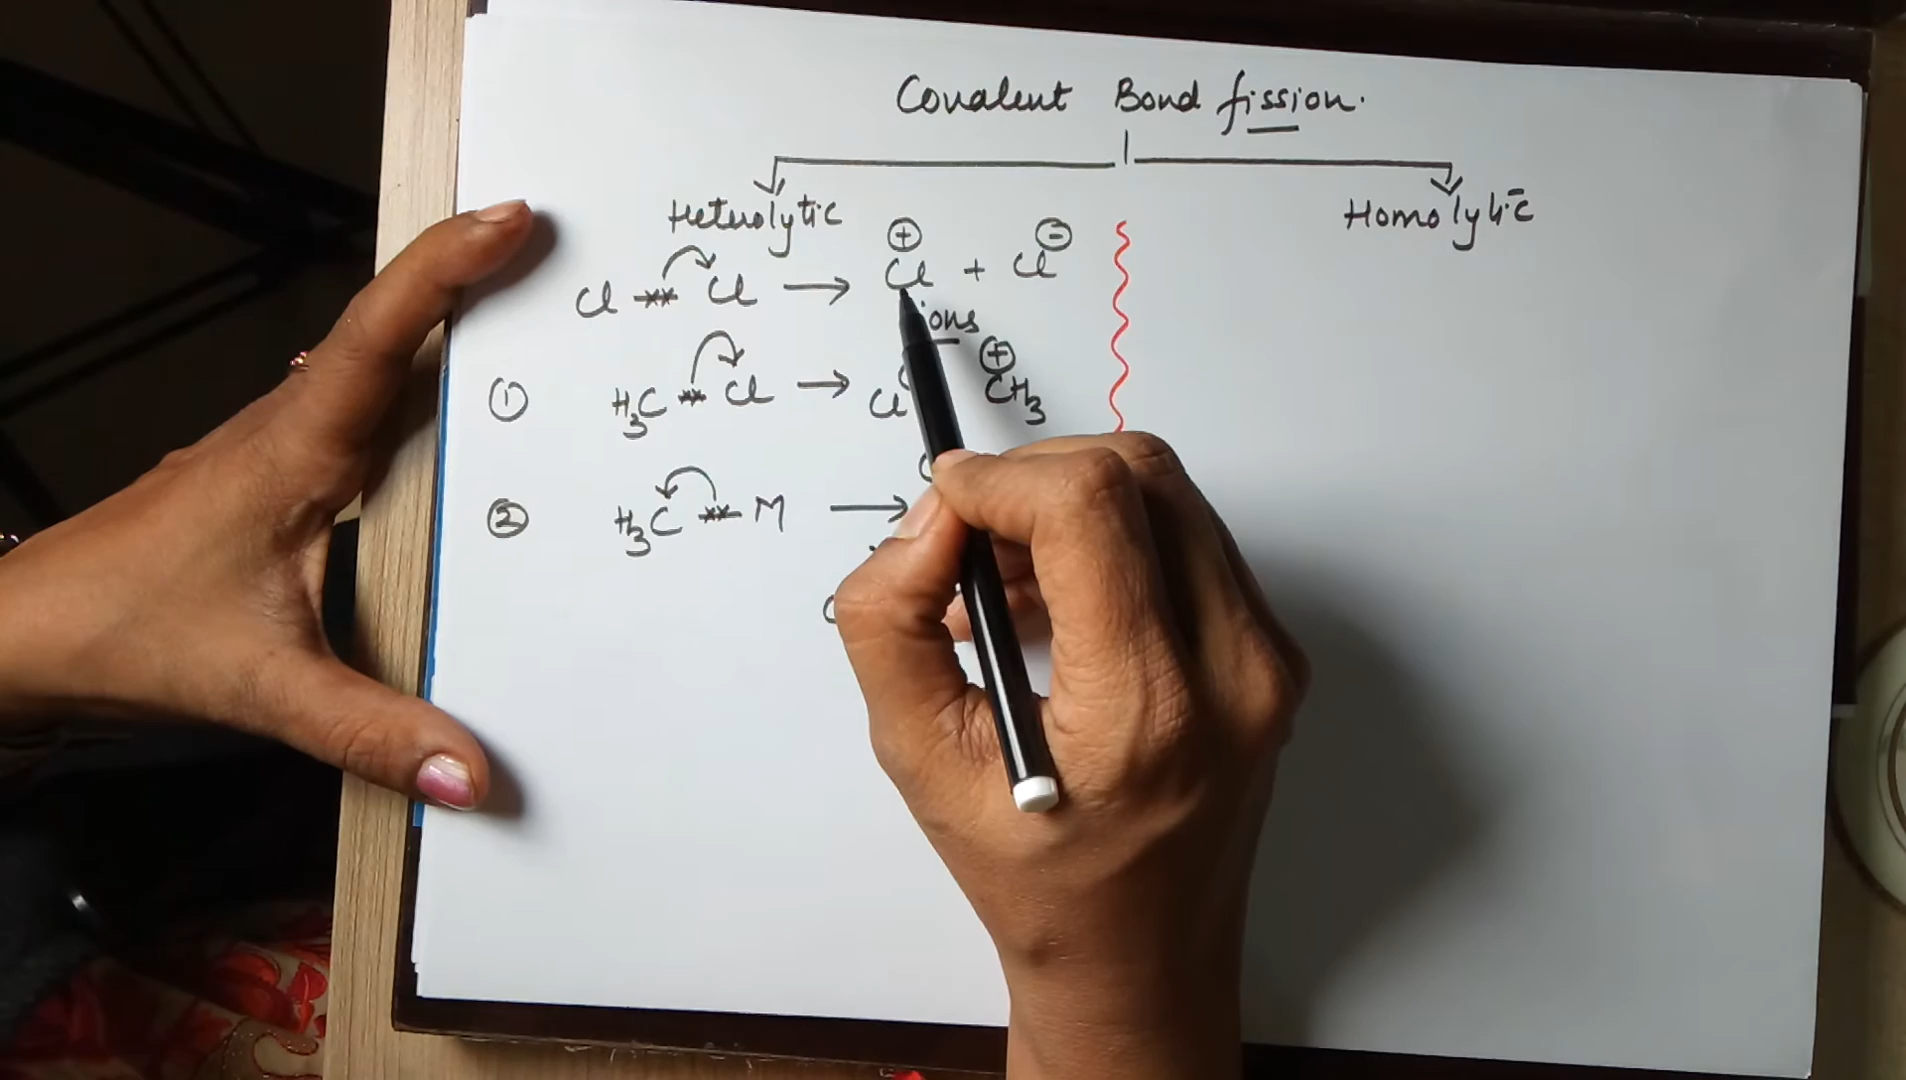 Covalent Bond fission.
Heterolytic
Homolytic
Cl ×× Cl → Cl⊕ + Cl⊖
ions
① H₃C ×× Cl → Cl CH₃⊕
② H₃C ×× M →